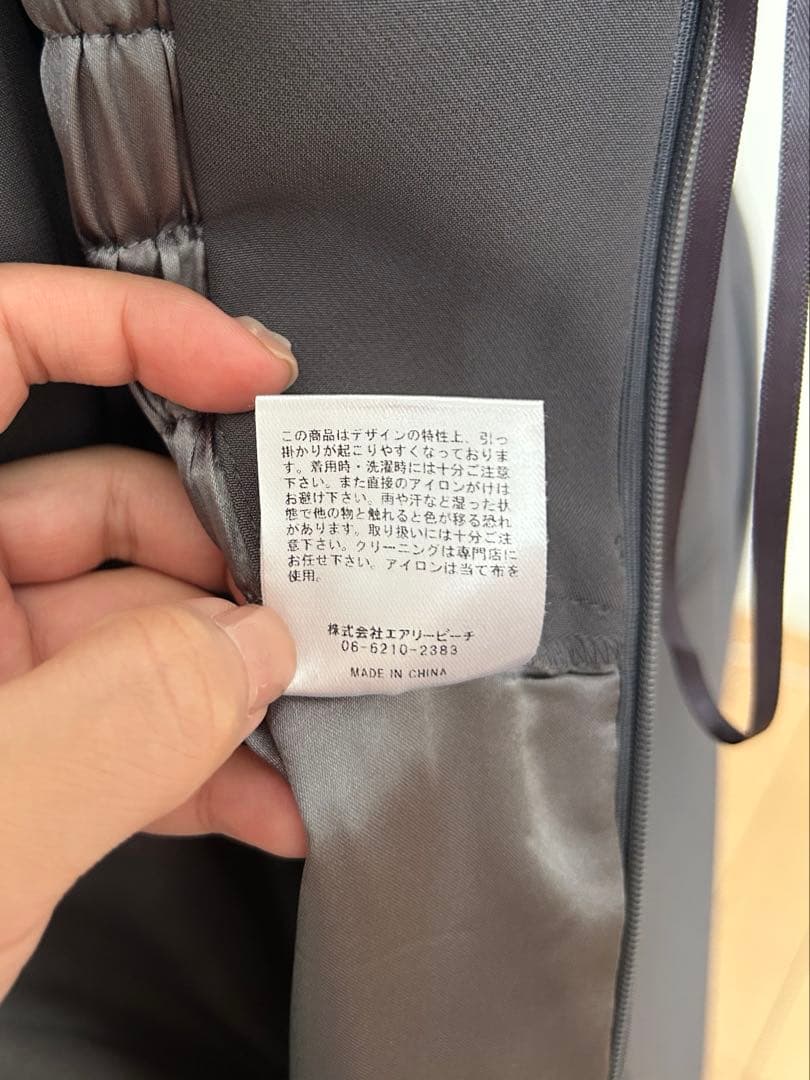 この商品はデザインの特性上、引っ
掛かりが起こりやすくなっておりま
す。着用時・洗濯時には十分ご注意
下さい。また直接のアイロンがけは
お避け下さい。雨や汗など湿った状
態で他の物と触れると色が移る恐れ
があります。取り扱いには十分ご注
意下さい。クリーニングは専門店に
お任せ下さい。アイロンは当て布を
使用。
株式会社エアリービーチ
06-6210-2383
MADE IN CHINA